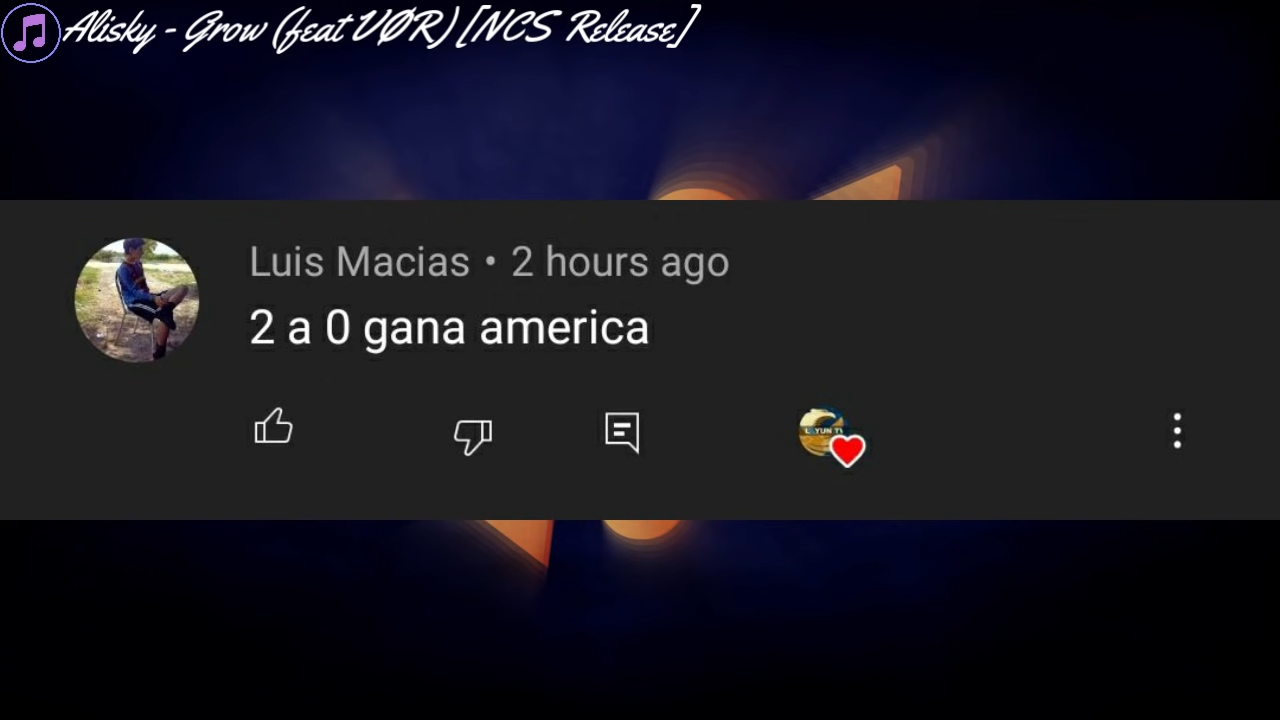 Alisky - Grow (feat VØR) [NCS Release]
Luis Macias • 2 hours ago
2 a 0 gana america